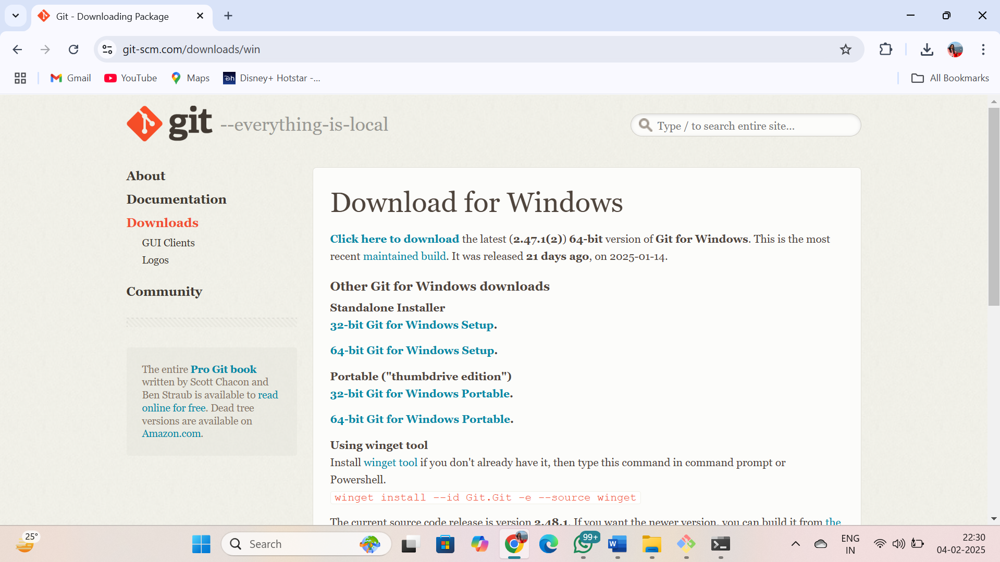 Git - Downloading Package
git-scm.com/downloads/win
Gmail
YouTube
Maps
Disney+ Hotstar -...
All Bookmarks
git --everything-is-local
Type / to search entire site...
About
Documentation
Downloads
GUI Clients
Logos
Community
The entire Pro Git book
written by Scott Chacon and
Ben Straub is available to read
online for free. Dead tree
versions are available on
Amazon.com.
Download for Windows
Click here to download the latest (2.47.1(2)) 64-bit version of Git for Windows. This is the most
recent maintained build. It was released 21 days ago, on 2025-01-14.
Other Git for Windows downloads
Standalone Installer
32-bit Git for Windows Setup.
64-bit Git for Windows Setup.
Portable ("thumbdrive edition")
32-bit Git for Windows Portable.
64-bit Git for Windows Portable.
Using winget tool
Install winget tool if you don't already have it, then type this command in command prompt or
Powershell.
winget install --id Git.Git -e --source winget
The current source code release is version 2.48.1. If you want the newer version, you can build it from the
25°
Search
99+
W
ENG
IN
22:30
04-02-2025